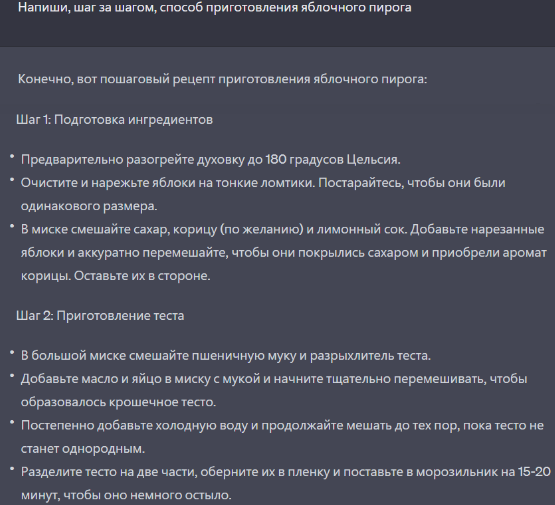 Напиши, шаг за шагом, способ приготовления яблочного пирога
Конечно, вот пошаговый рецепт приготовления яблочного пирога:
Шаг 1: Подготовка ингредиентов
• Предварительно разогрейте духовку до 180 градусов Цельсия.
• Очистите и нарежьте яблоки на тонкие ломтики. Постарайтесь, чтобы они были
одинакового размера.
• В миске смешайте сахар, корицу (по желанию) и лимонный сок. Добавьте нарезанные
яблоки и аккуратно перемешайте, чтобы они покрылись сахаром и приобрели аромат
корицы. Оставьте их в стороне.
Шаг 2: Приготовление теста
• В большой миске смешайте пшеничную муку и разрыхлитель теста.
• Добавьте масло и яйцо в миску с мукой и начните тщательно перемешивать, чтобы
образовалось крошечное тесто.
• Постепенно добавьте холодную воду и продолжайте мешать до тех пор, пока тесто не
станет однородным.
• Разделите тесто на две части, оберните их в пленку и поставьте в морозильник на 15-20
минут, чтобы оно немного остыло.